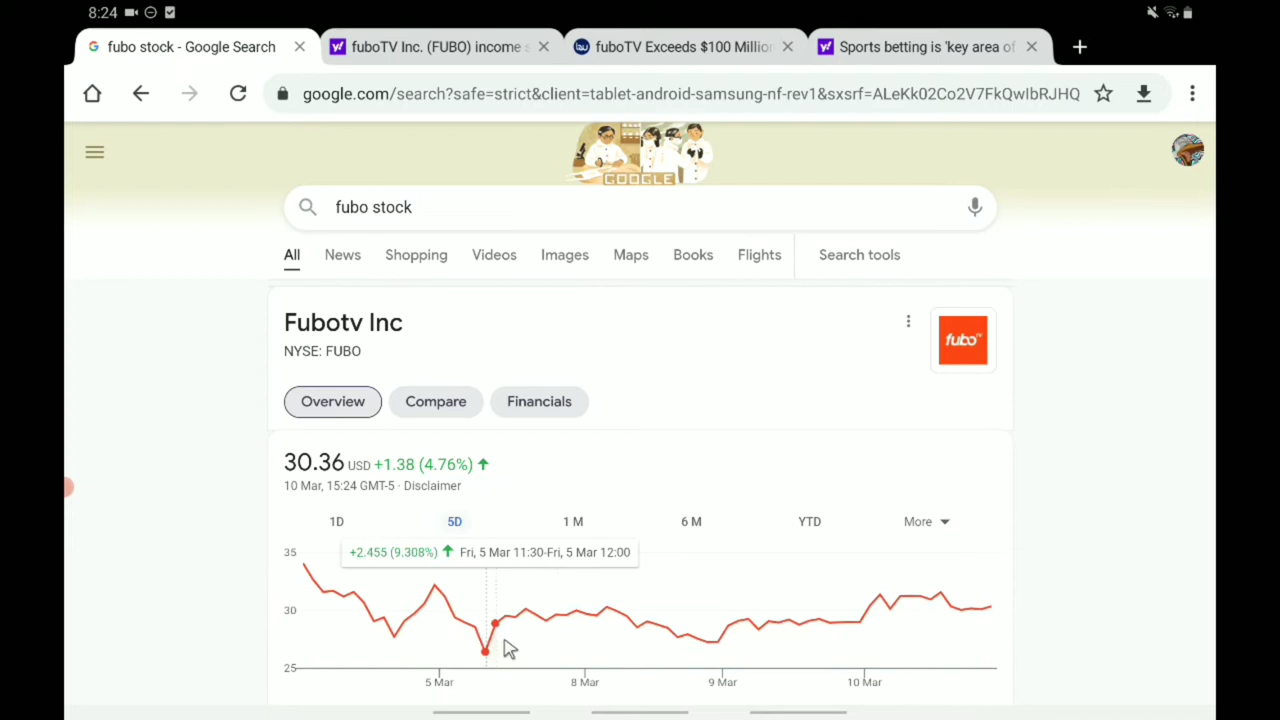 8:24
fubo stock - Google Search
fuboTV Inc. (FUBO) income
fuboTV Exceeds $100 Millio
Sports betting is 'key area of
google.com/search?safe=strict&client=tablet-android-samsung-nf-rev1&sxsrf=ALeKk02Co2V7FkQwIbRJHQ
GOOGLE
fubo stock
All News Shopping Videos Images Maps Books Flights Search tools
Fubotv Inc
NYSE: FUBO
fuboTV
Overview Compare Financials
30.36 USD +1.38 (4.76%)
10 Mar, 15:24 GMT-5 · Disclaimer
1D 5D 1 M 6 M YTD More
+2.455 (9.308%) Fri, 5 Mar 11:30-Fri, 5 Mar 12:00
35
30
25
5 Mar 8 Mar 9 Mar 10 Mar